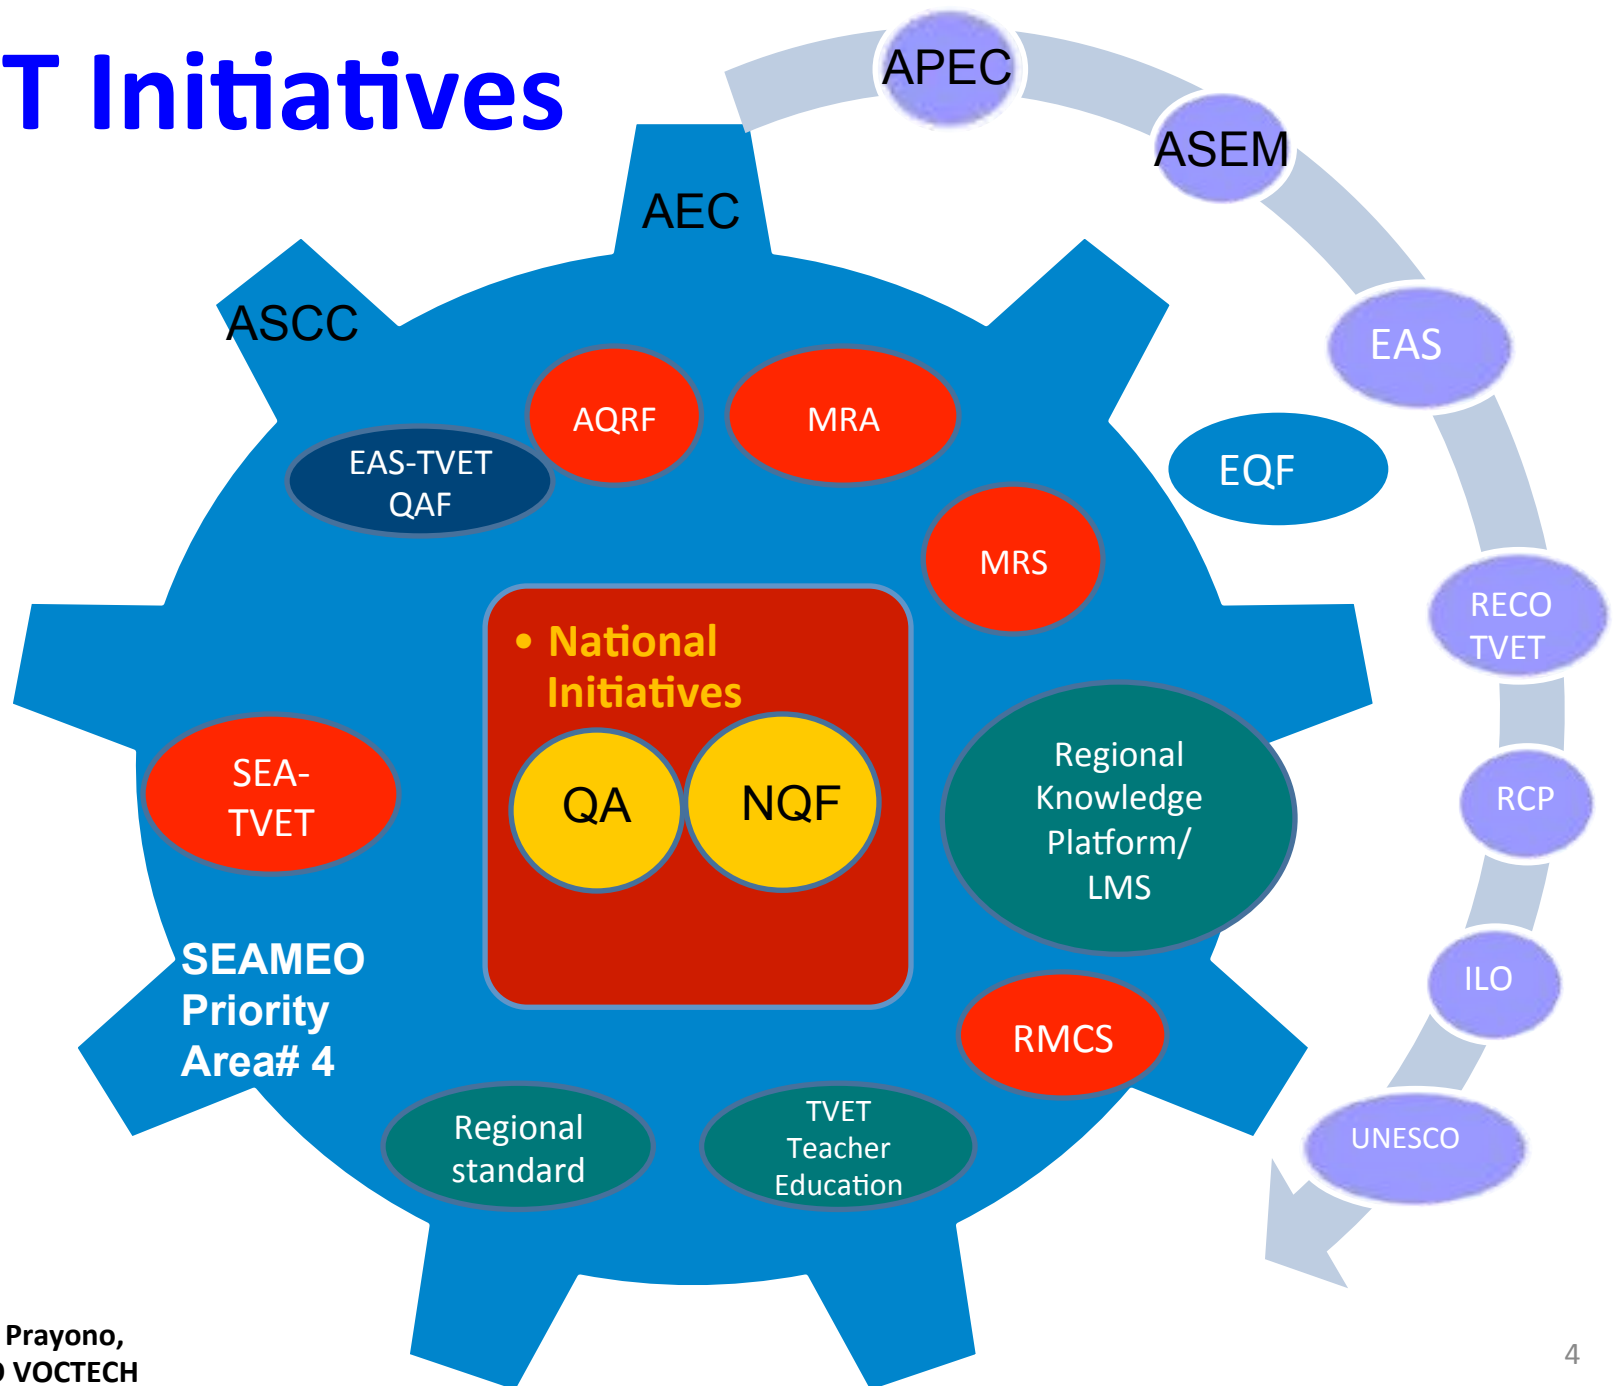 T Initiatives
APEC
ASEM
AEC
ASCC
EAS
AQRF
MRA
EAS-TVET
QAF
EQF
MRS
RECO
TVET
• National
Initiatives
SEA-
TVET
QA
NQF
Regional
Knowledge
Platform/
LMS
RCP
SEAMEO
Priority
Area# 4
ILO
RMCS
Regional
standard
TVET
Teacher
Education
UNESCO
Prayono,
O VOCTECH
4